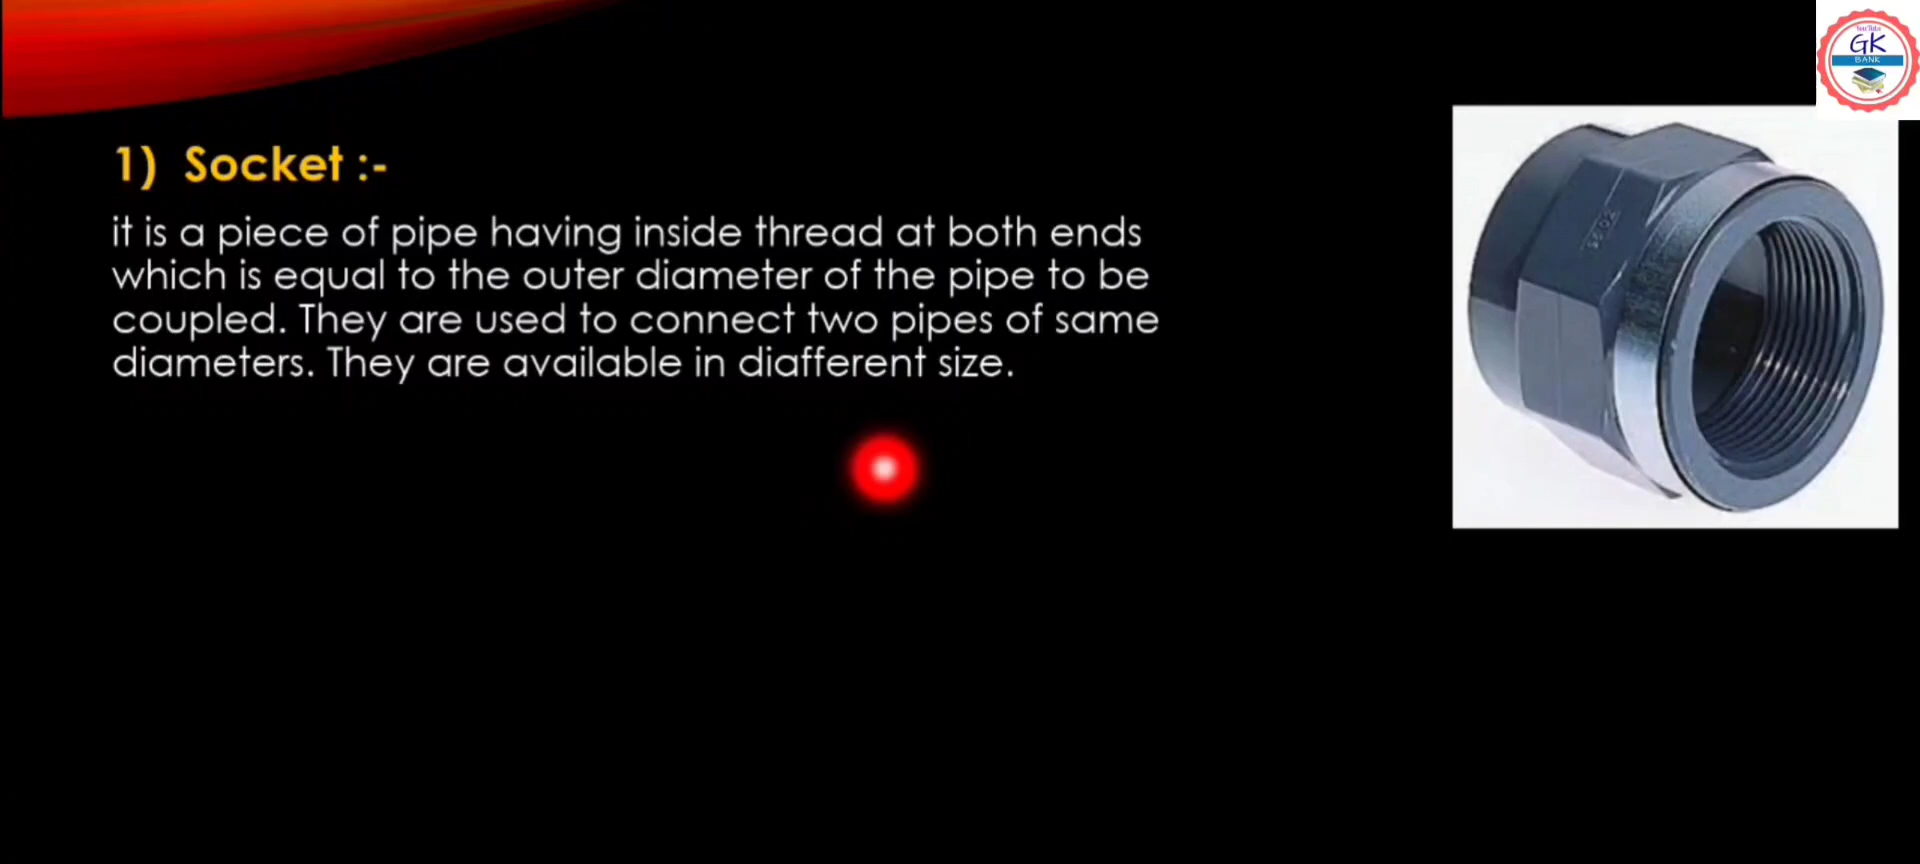 GK
BANK
1) Socket :-
it is a piece of pipe having inside thread at both ends
which is equal to the outer diameter of the pipe to be
coupled. They are used to connect two pipes of same
diameters. They are available in diafferent size.